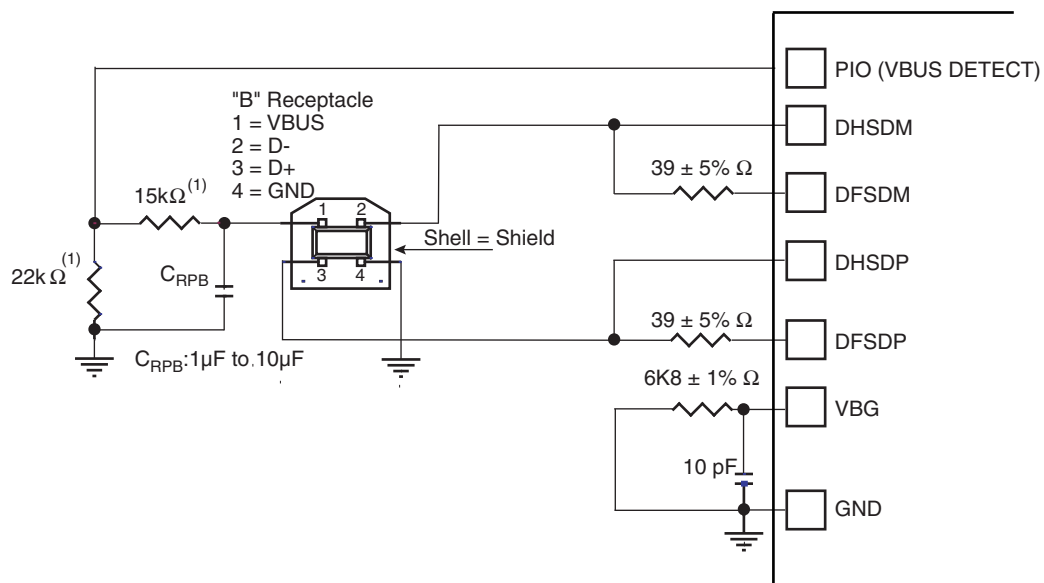 PIO (VBUS DETECT)
"B" Receptacle
1 = VBUS
2 = D-
3 = D+
4 = GND
DHSDM
39 ± 5% Ω
DFSDM
15kΩ(1)
1 2
Shell = Shield
DHSDP
22k Ω(1)
CRPB
3 4
39 ± 5% Ω
DFSDP
CRPB:1µF to 10µF
6K8 ± 1% Ω
VBG
10 pF
GND